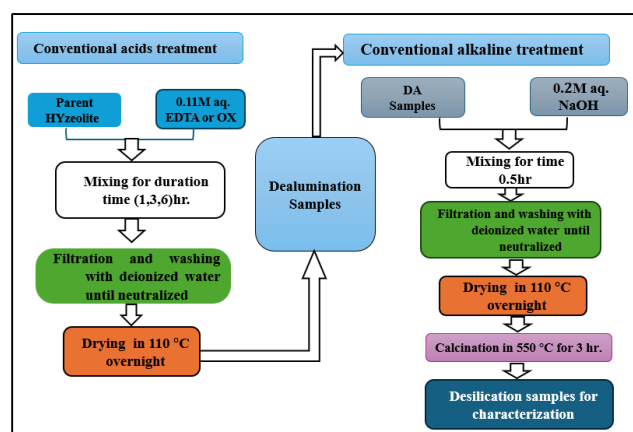 Conventional acids treatment
Parent
HYzeolite
0.11M aq.
EDTA or OX
Mixing for duration
time (1,3,6)hr.
Filtration and washing
with deionized water
until neutralized
Drying in 110 °C
overnight
Dealumination
Samples
Conventional alkaline treatment
DA
Samples
0.2M aq.
NaOH
Mixing for time
0.5hr
Filtration and washing with
deionized water until
neutralized
Drying in 110 °C
overnight
Calcination in 550 °C for 3 hr.
Desilication samples for
characterization